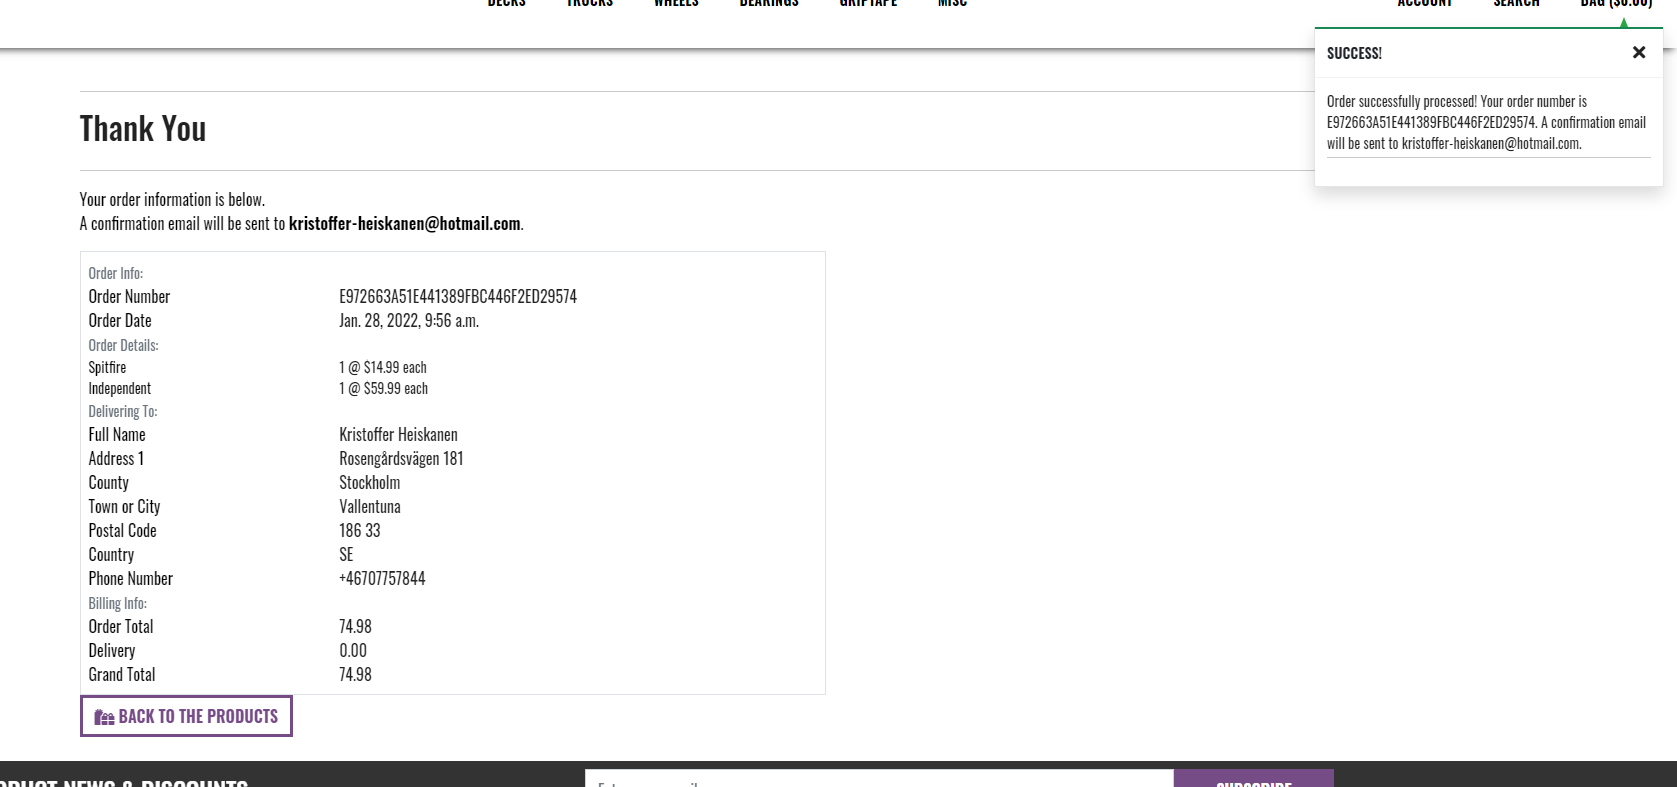 DECKS TRUCKS WHEELS BEARINGS GRIPTAPE MISC ACCOUNT SEARCH BAG ($0.00)
SUCCESS!
Order successfully processed! Your order number is
E972663A51E441389FBC446F2ED29574. A confirmation email
will be sent to kristoffer-heiskanen@hotmail.com.
Thank You
Your order information is below.
A confirmation email will be sent to kristoffer-heiskanen@hotmail.com.
Order Info:
Order Number E972663A51E441389FBC446F2ED29574
Order Date Jan. 28, 2022, 9:56 a.m.
Order Details:
Spitfire 1 @ $14.99 each
Independent 1 @ $59.99 each
Delivering To:
Full Name Kristoffer Heiskanen
Address 1 Rosengårdsvägen 181
County Stockholm
Town or City Vallentuna
Postal Code 186 33
Country SE
Phone Number +46707757844
Billing Info:
Order Total 74.98
Delivery 0.00
Grand Total 74.98
BACK TO THE PRODUCTS
NEWS & DISCOUNTS SUBSCRIBE